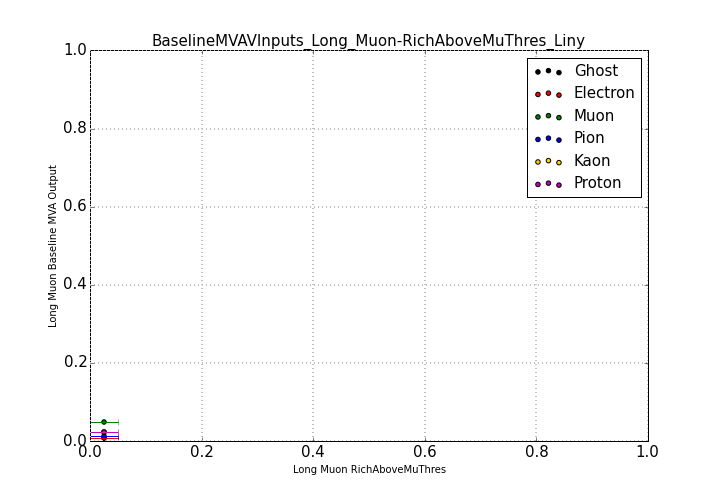 BaselineMVAVInputs_Long_Muon-RichAboveMuThres_Liny
1.0
0.8
0.6
0.4
0.2
0.0
Long Muon Baseline MVA Output
Ghost
Electron
Muon
Pion
Kaon
Proton
0.0 0.2 0.4 0.6 0.8 1.0
Long Muon RichAboveMuThres